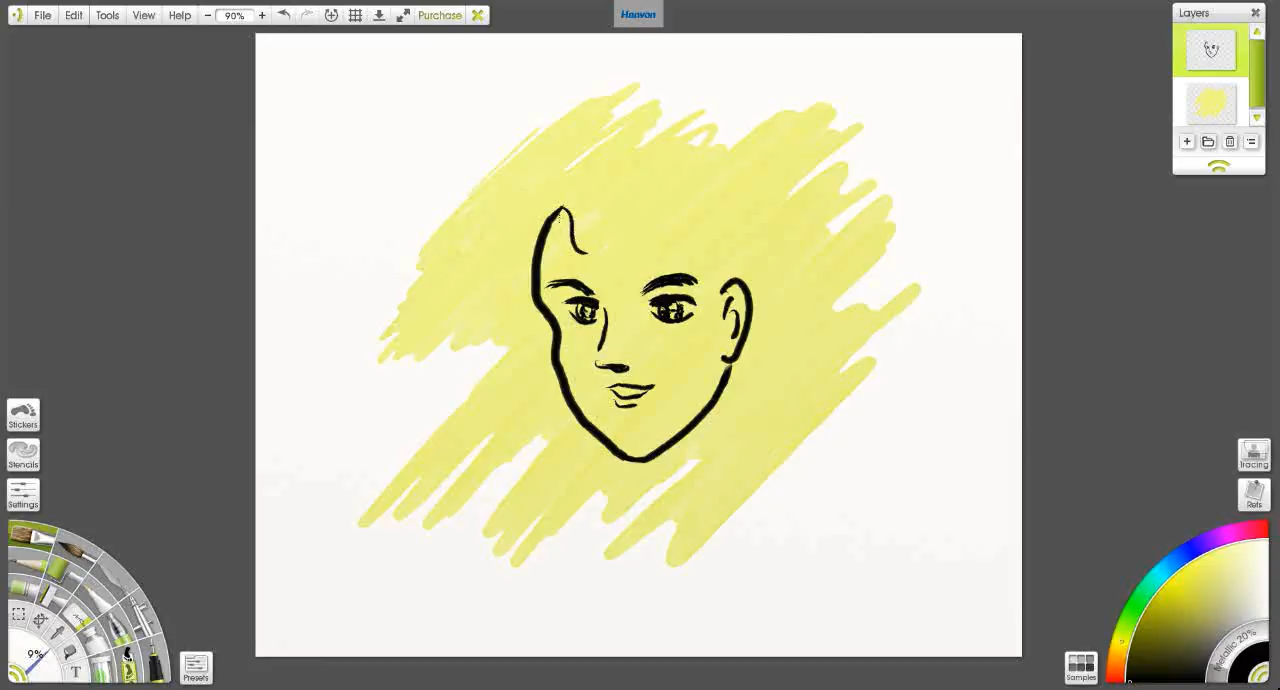 File Edit Tools View Help 90% Purchase
Hanvon
Layers
Stickers
Stencils
Settings
Tracing
Refs
9%
T
Presets
Metallic 20%
Samples